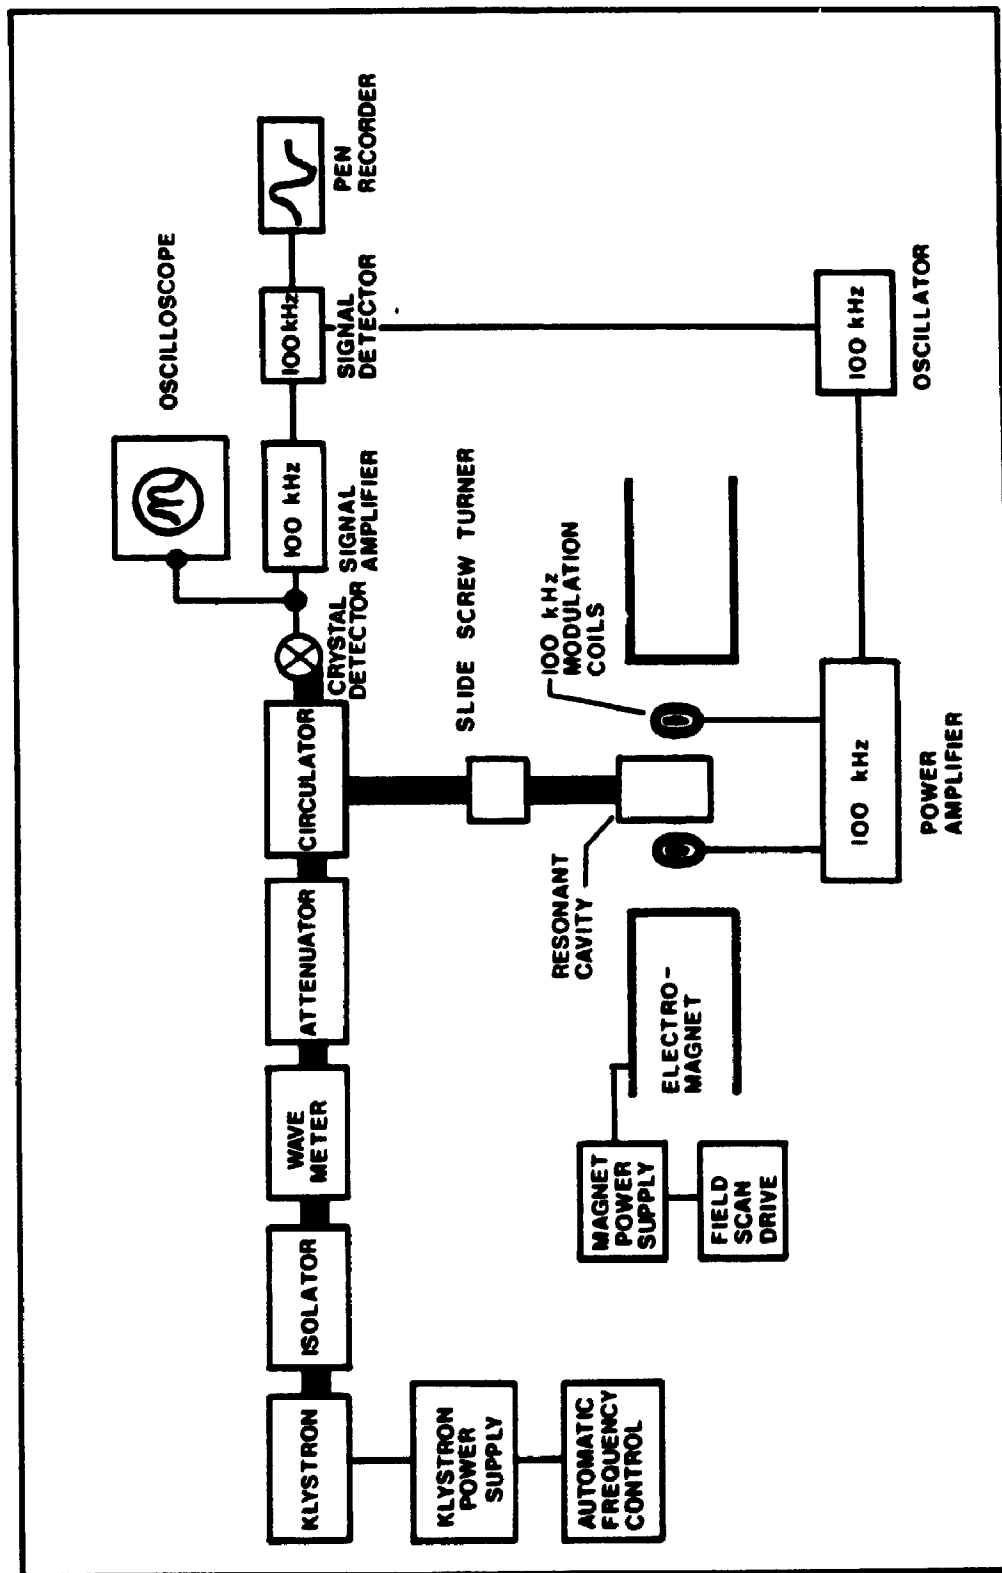 OSCILLOSCOPE
100 kHz
SIGNAL
AMPLIFIER
100 kHz
SIGNAL
DETECTOR
PEN
RECORDER
KLYSTRON
ISOLATOR
WAVE
METER
ATTENUATOR
CIRCULATOR
CRYSTAL
DETECTOR
KLYSTRON
POWER
SUPPLY
AUTOMATIC
FREQUENCY
CONTROL
SLIDE SCREW TURNER
RESONANT
CAVITY
100 kHz
MODULATION
COILS
MAGNET
POWER
SUPPLY
ELECTRO-
MAGNET
FIELD
SCAN
DRIVE
100 kHz
POWER
AMPLIFIER
100 kHz
OSCILLATOR